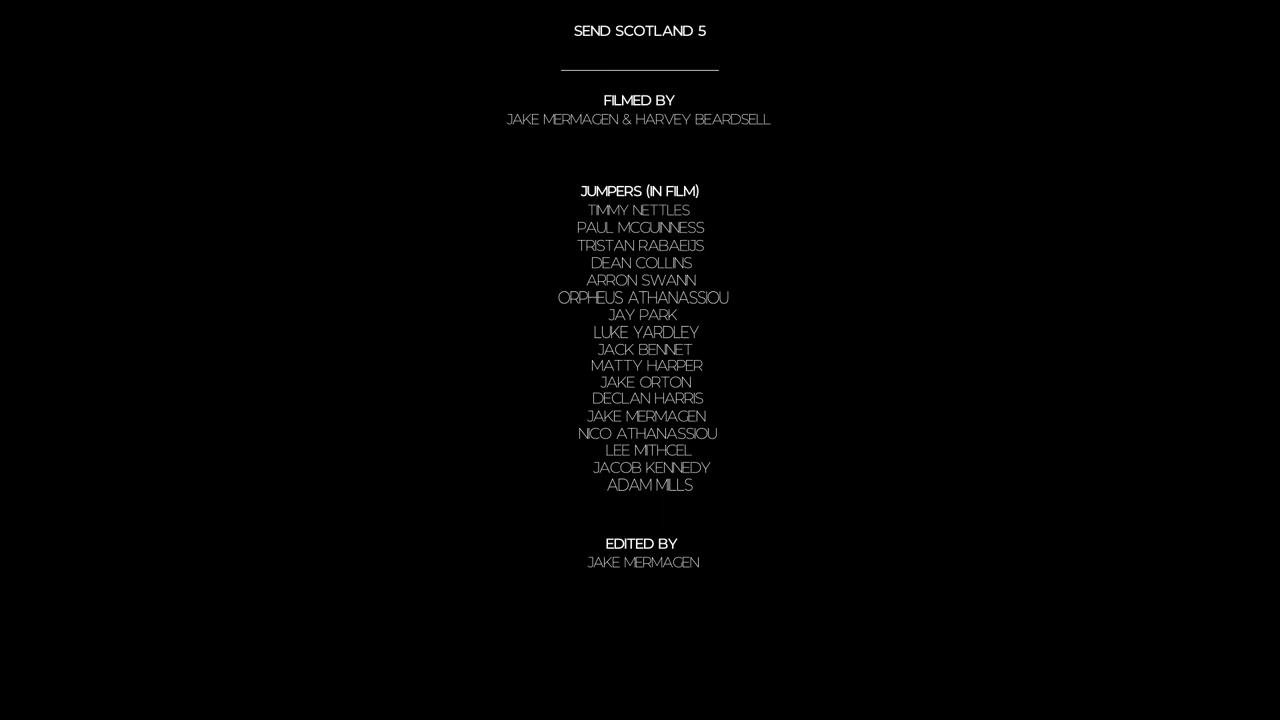 SEND SCOTLAND 5
FILMED BY
JAKE MERMAGEN & HARVEY BEARDSELL
JUMPERS (IN FILM)
TIMMY NETTLES
PAUL MCGUINNESS
TRISTAN RABAEIJS
DEAN COLLINS
ARRON SWANN
ORPHEUS ATHANASSIOU
JAY PARK
LUKE YARDLEY
JACK BENNET
MATTY HARPER
JAKE ORTON
DECLAN HARRIS
JAKE MERMAGEN
NICO ATHANASSIOU
LEE MITHCEL
JACOB KENNEDY
ADAM MILLS
EDITED BY
JAKE MERMAGEN